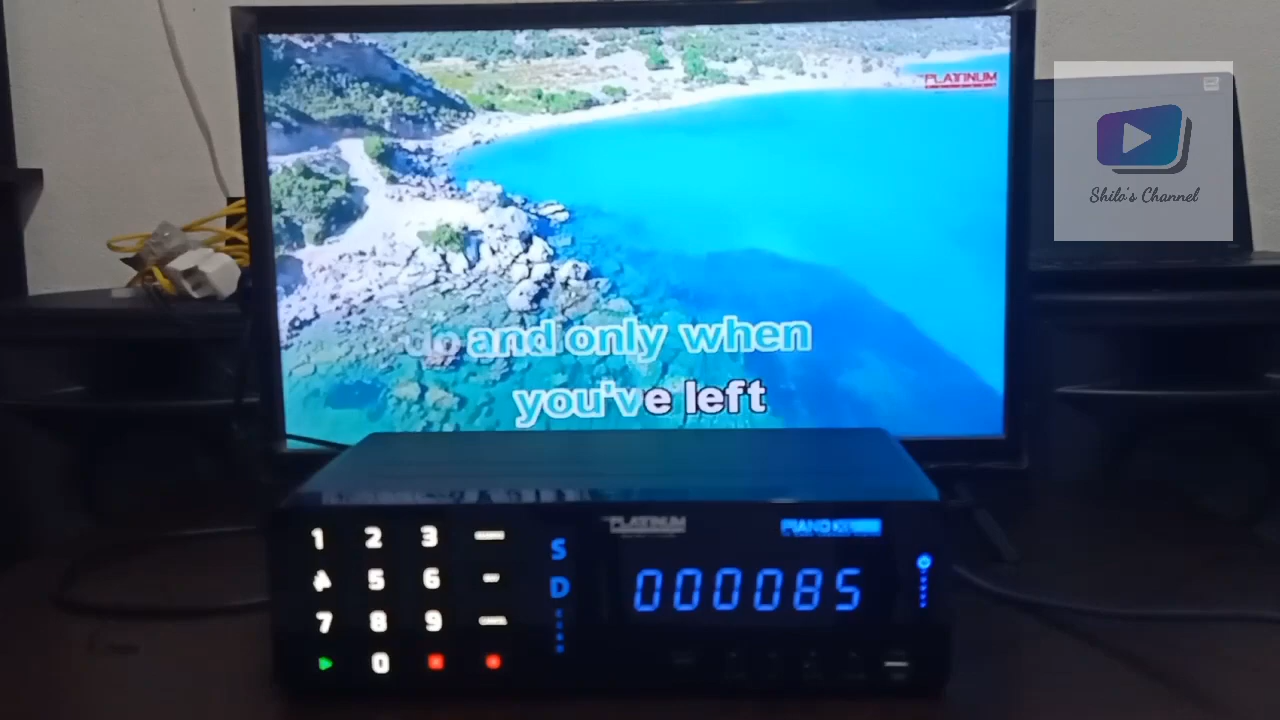 PLATINUM
Shilo's Channel
do and only when
you've left
PLATINUM
1 2 3
5 6
7 8 9
0
S
D
000085